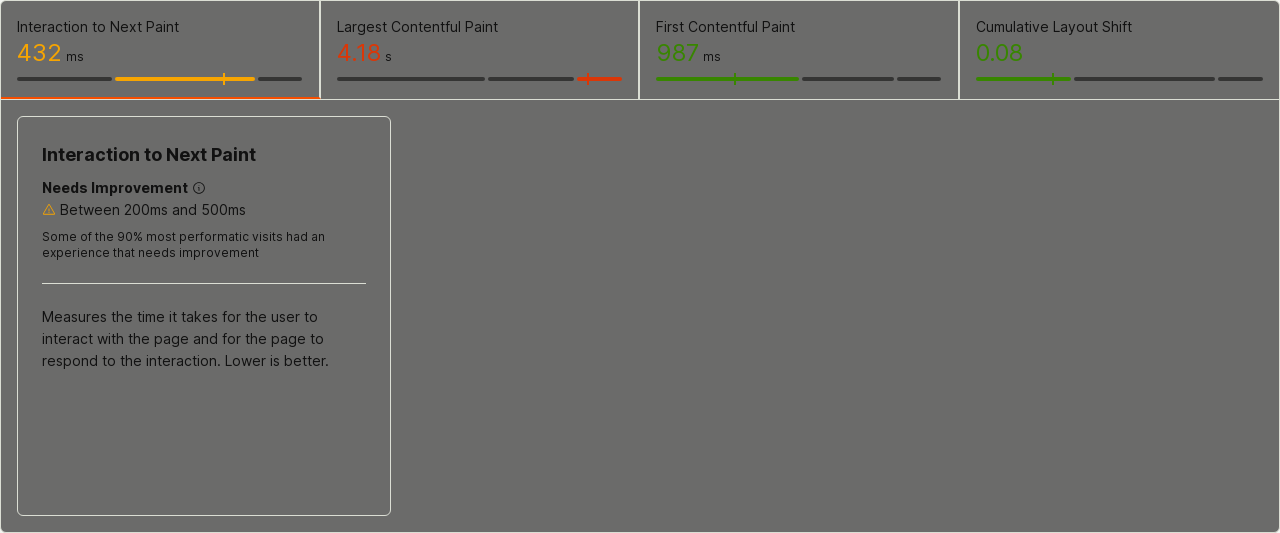 Interaction to Next Paint
432 ms
Largest Contentful Paint
4.18 s
First Contentful Paint
987 ms
Cumulative Layout Shift
0.08
Interaction to Next Paint
Needs Improvement
Between 200ms and 500ms
Some of the 90% most performatic visits had an
experience that needs improvement
Measures the time it takes for the user to
interact with the page and for the page to
respond to the interaction. Lower is better.